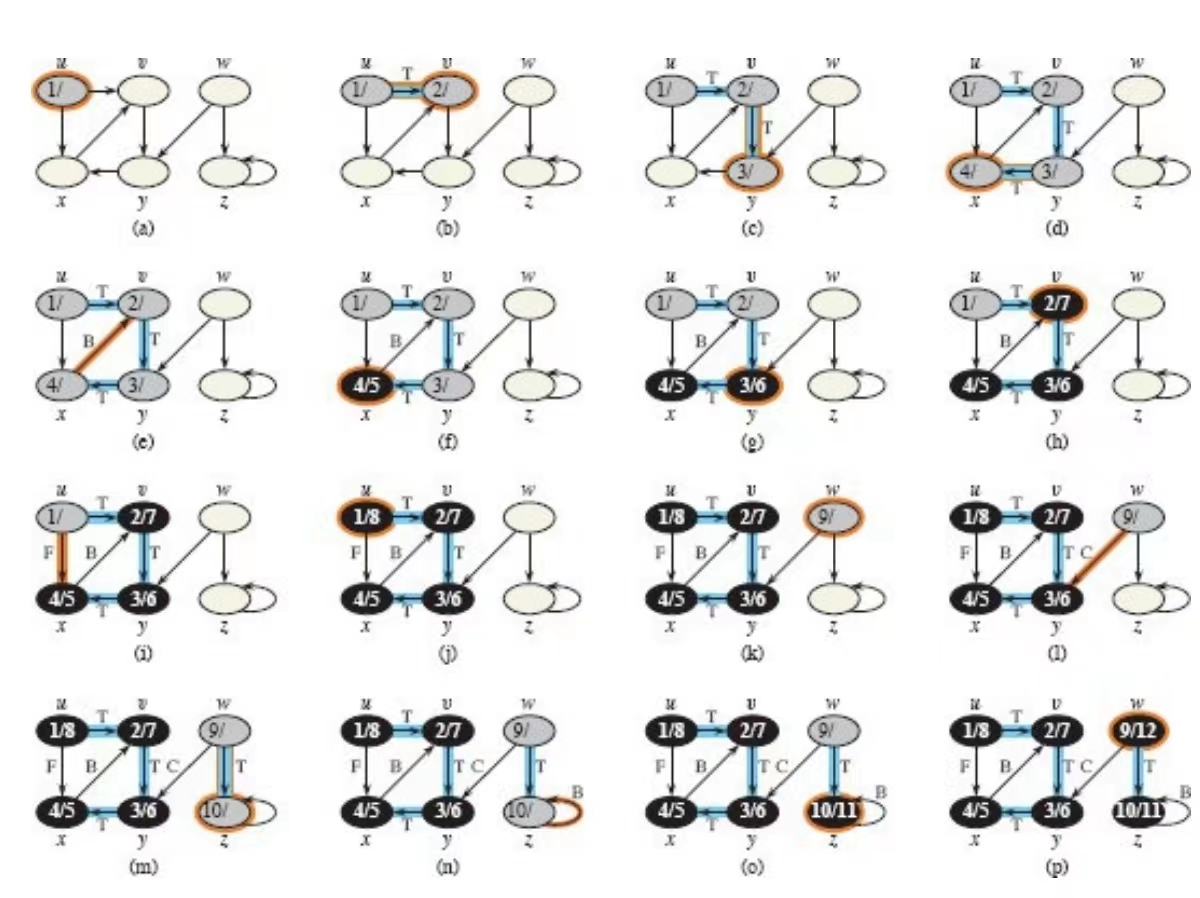 u v w u v w u v w u v w
T T T
1/ 1/ 2/ 1/ 2/ 1/ 2/
T T
3/ 4/ 3/
T
x y z x y z x y z x y z
(a) (b) (c) (d)
u v w u v w u v w u v w
T T T T
1/ 2/ 1/ 2/ 1/ 2/ 1/ 2/7
B T B T B T B T
4/ 3/ 4/5 3/ 4/5 3/6 4/5 3/6
T T T T
x y z x y z x y z x y z
(e) (f) (g) (h)
u v w u v w u v w u v w
T T T T
1/ 2/7 1/8 2/7 1/8 2/7 9/ 1/8 2/7 9/
F B T F B T F B T F B T C
4/5 3/6 4/5 3/6 4/5 3/6 4/5 3/6
T T T T
x y z x y z x y z x y z
(i) (j) (k) (l)
u v w u v w u v w u v w
T T T T
1/8 2/7 9/ 1/8 2/7 9/ 1/8 2/7 9/ 1/8 2/7 9/12
F B T C T F B T C T F B T C T F B T C T
B B B
4/5 3/6 10/ 4/5 3/6 10/ 4/5 3/6 10/11 4/5 3/6 10/11
T T T T
x y z x y z x y z x y z
(m) (n) (o) (p)